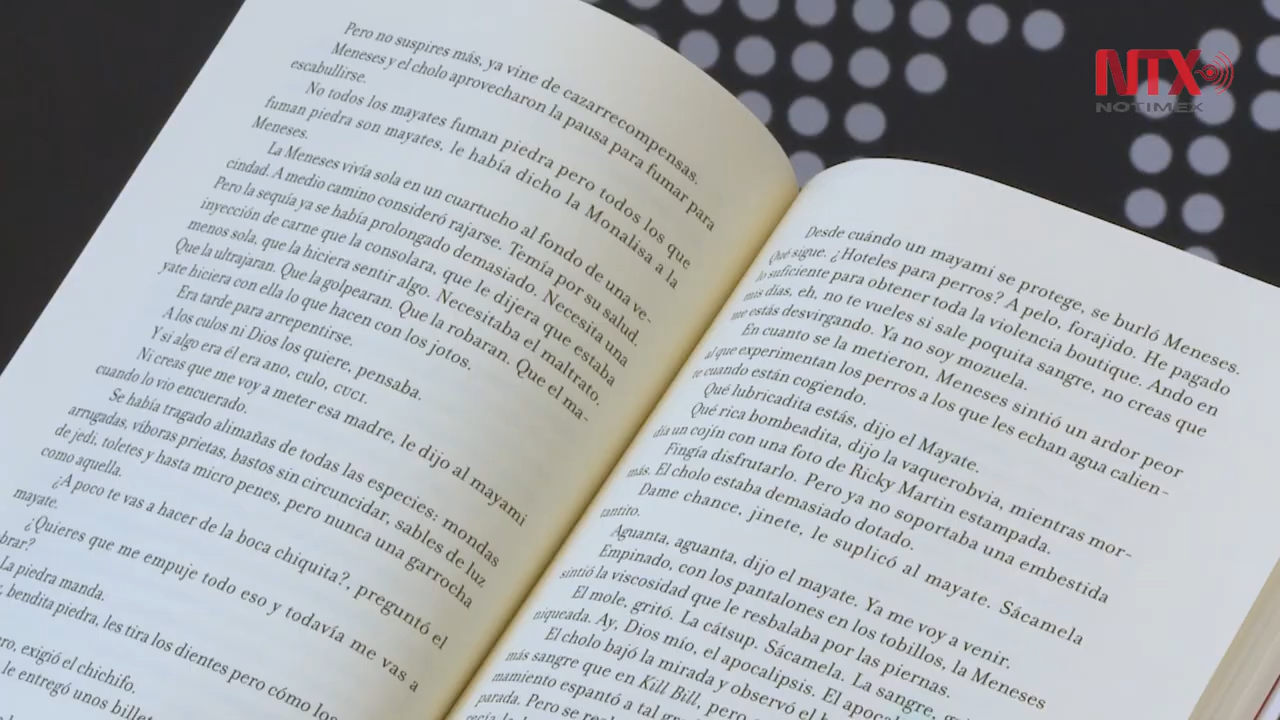 Pero no suspires más, ya vine de cazarrecompensas.
Meneses y el cholo aprovecharon la pausa para fumar para
escabullirse.
No todos los mayates fuman piedra pero todos los que
fuman piedra son mayates, le había dicho la Monalisa a la
Meneses.
La Meneses vivía sola en un cuartucho al fondo de una ve-
cindad. A medio camino consideró rajarse. Temía por su salud.
Pero la sequía ya se había prolongado demasiado. Necesita una
inyección de carne que la consolara, que le dijera que estaba
menos sola, que la hiciera sentir algo. Necesitaba el maltrato.
Que la ultrajaran. Que la golpearan. Que la robaran. Que el ma-
yate hiciera con ella lo que hacen con los jotos.
Era tarde para arrepentirse.
A los culos ni Dios los quiere, pensaba.
Y si algo era él era ano, culo, CUCI.
Ni creas que me voy a meter esa madre, le dijo al mayami
cuando lo vio encuerado.
Se había tragado alimañas de todas las especies: mondas
arrugadas, víboras prietas, bastos sin circuncidar, sables de luz
de jedi, toletes y hasta micro penes, pero nunca una garrocha
como aquella.
¿A poco te vas a hacer de la boca chiquita?, preguntó el
mayate.
¿Quieres que me empuje todo eso y todavía me vas a
brar?
La piedra manda.
bendita piedra, les tira los dientes pero cómo los
exigió el chichifo.
le entregó unos
Desde cuándo un mayami se protege, se burló Meneses.
Qué sigue. ¿Hoteles para perros? A pelo, forajido. He pagado
lo suficiente para obtener toda la violencia boutique. Ando en
mis días, eh, no te vueles si sale poquita sangre, no creas que
me estás desvirgando. Ya no soy mozuela.
En cuanto se la metieron, Meneses sintió un ardor peor
al que experimentan los perros a los que les echan agua calien-
te cuando están cogiendo.
Qué lubricadita estás, dijo el Mayate.
Qué rica bombeadita, dijo la vaquerobvia, mientras mor-
día un cojín con una foto de Ricky Martin estampada.
Fingía disfrutarlo. Pero ya no soportaba una embestida
más. El cholo estaba demasiado dotado.
Dame chance, jinete, le suplicó al mayate. Sácamela
tantito.
Aguanta, aguanta, dijo el mayate. Ya me voy a venir.
Empinado, con los pantalones en los tobillos, la Meneses
sintió la viscosidad que le resbalaba por las piernas.
El mole, gritó. La cátsup. Sácamela. La sangre,
niqueada. Ay, Dios mío, el apocalipsis. El
El cholo bajó la mirada y observó el
más sangre que en Kill Bill, pero
mamiento espantó a tal
parada. Pero se
NTX
NOTIMEX